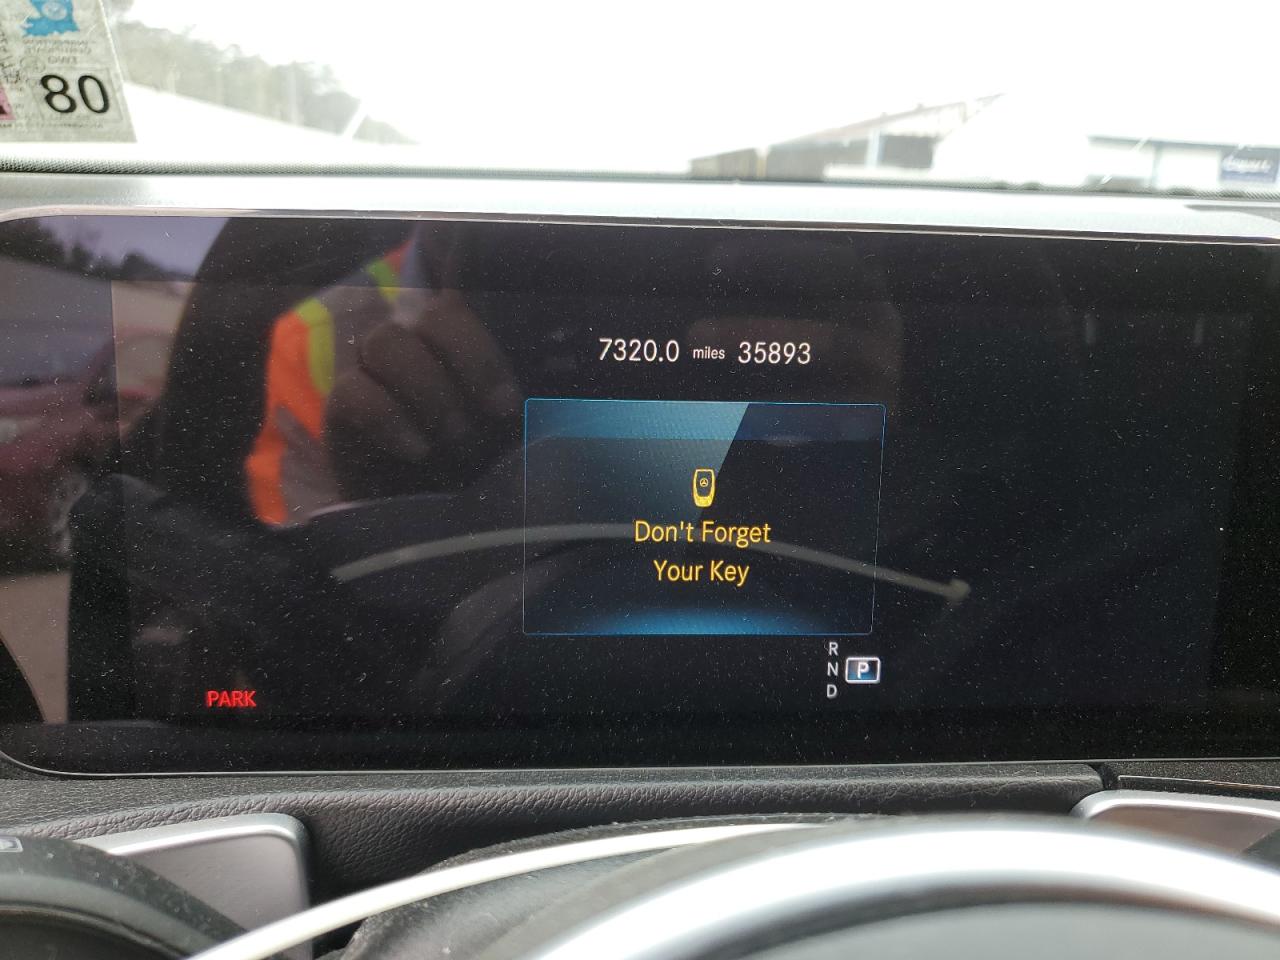 80
7320.0 miles 35893
Don't Forget
Your Key
R
N P
D
PARK